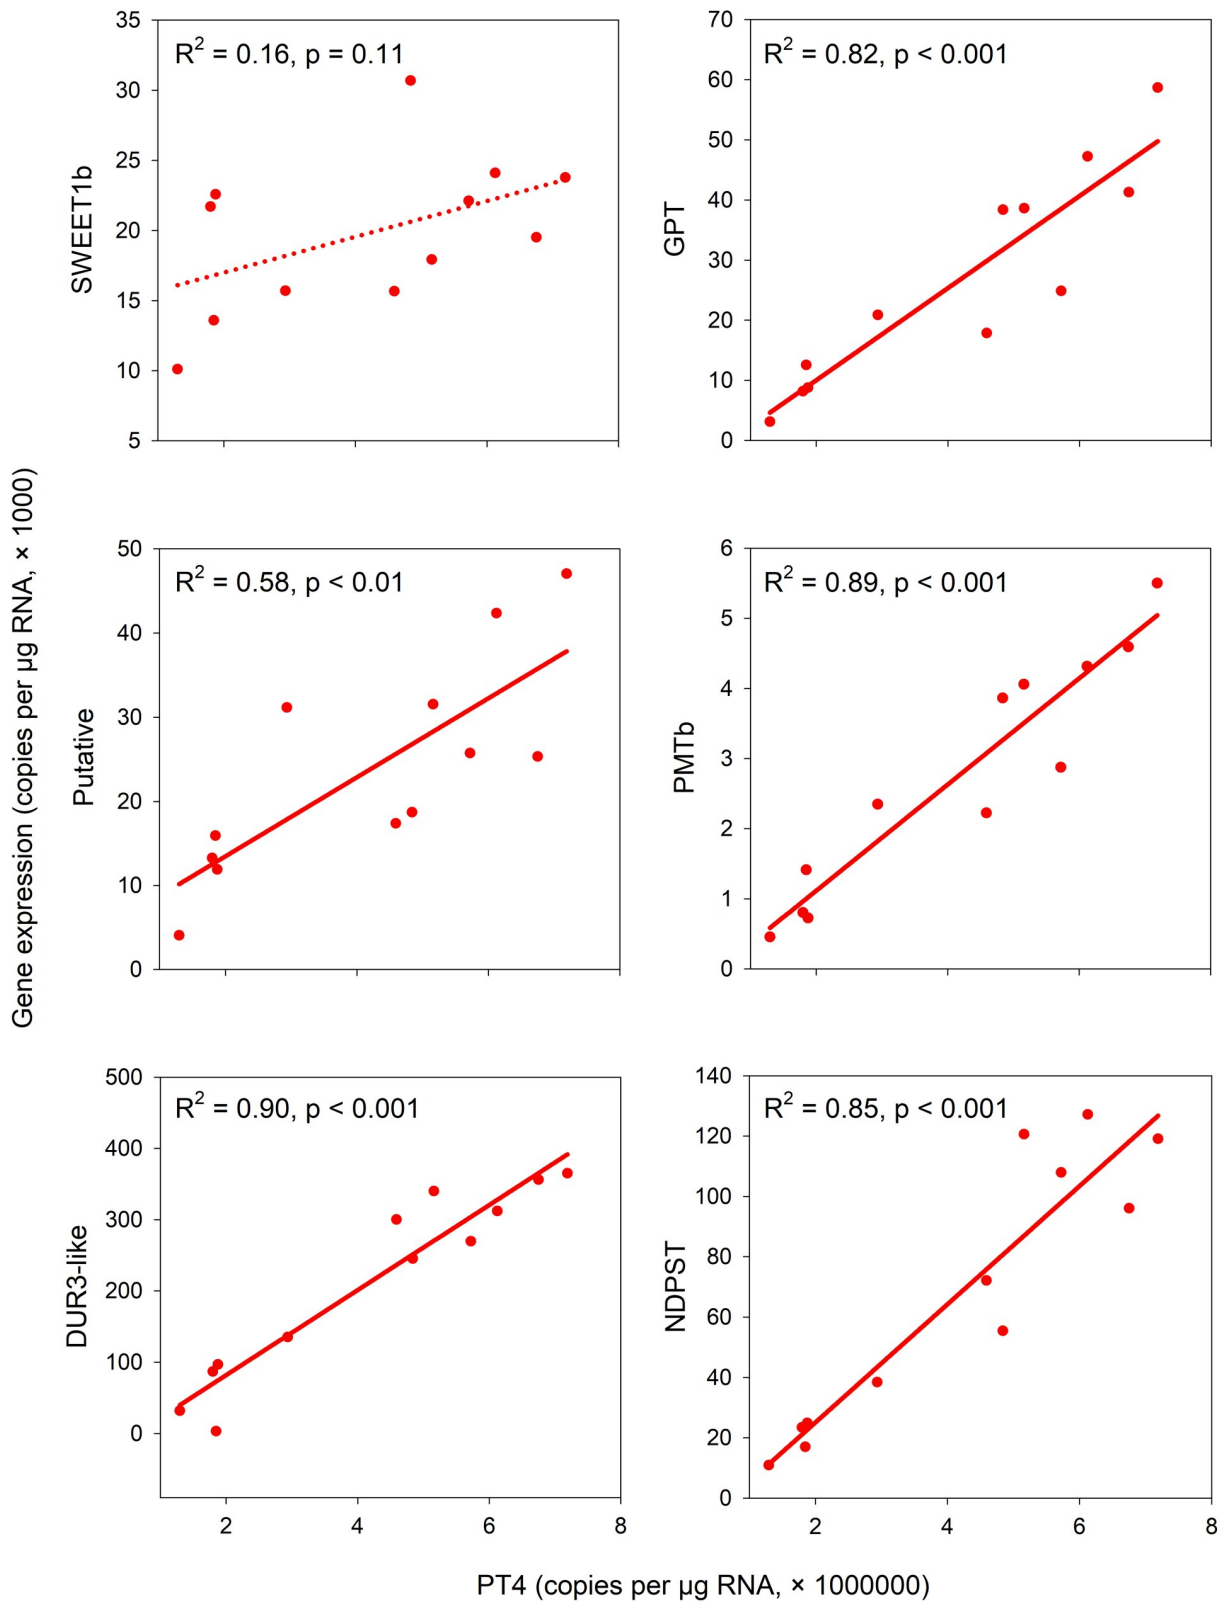 Gene expression (copies per µg RNA, × 1000)
SWEET1b
R² = 0.16, p = 0.11
35
30
25
20
15
10
5
GPT
R² = 0.82, p < 0.001
70
60
50
40
30
20
10
0
Putative
R² = 0.58, p < 0.01
50
40
30
20
10
0
PMTb
R² = 0.89, p < 0.001
6
5
4
3
2
1
0
DUR3-like
R² = 0.90, p < 0.001
500
400
300
200
100
0
2 4 6 8
NDPST
R² = 0.85, p < 0.001
140
120
100
80
60
40
20
0
2 4 6 8
PT4 (copies per µg RNA, × 1000000)